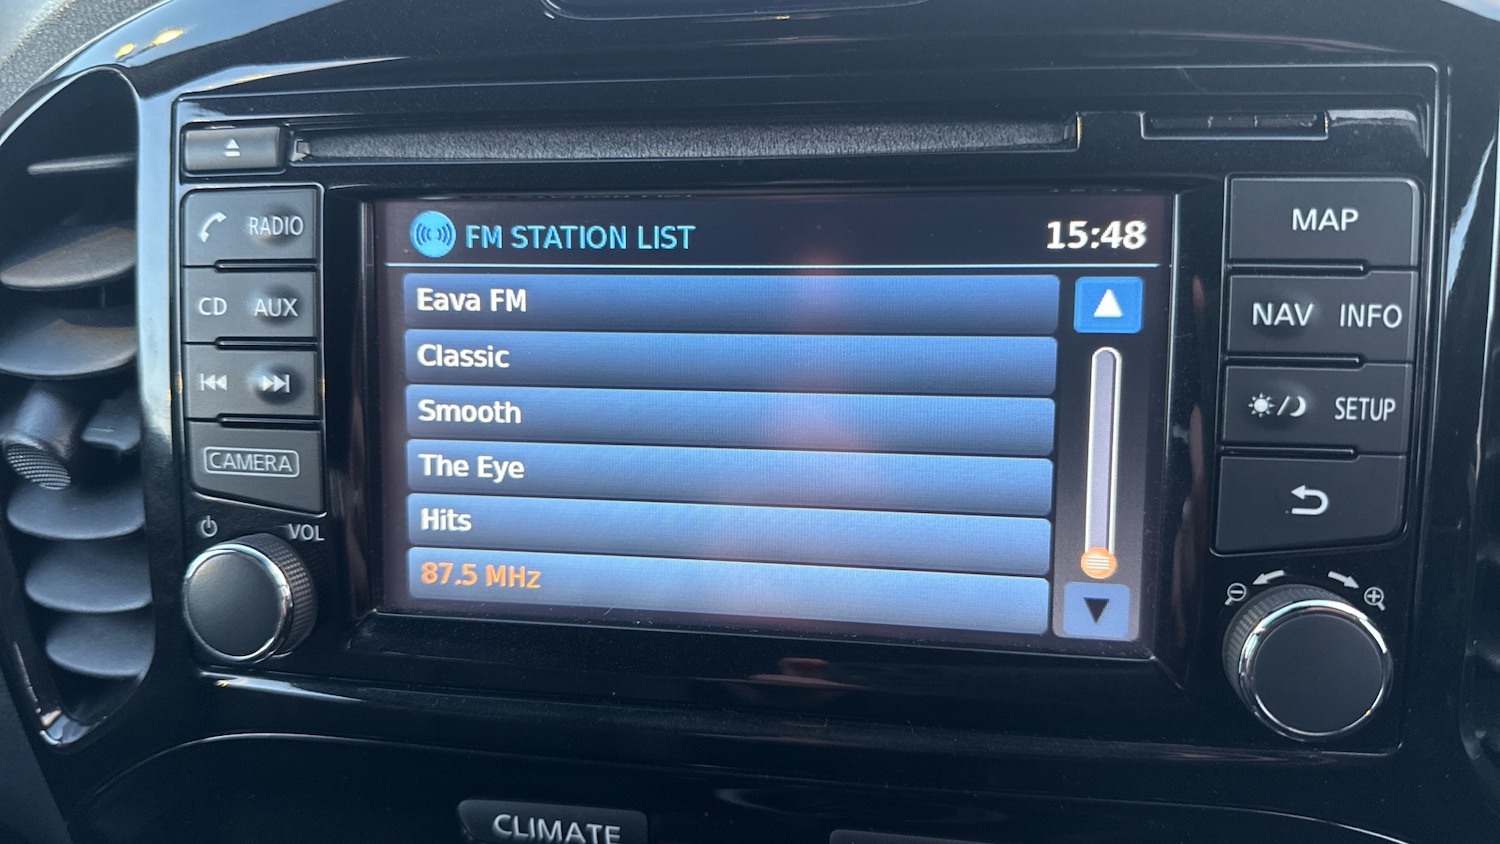 RADIO
CD AUX
CAMERA
VOL
FM STATION LIST
15:48
Eava FM
Classic
Smooth
The Eye
Hits
87.5 MHz
MAP
NAV INFO
SETUP
CLIMATE